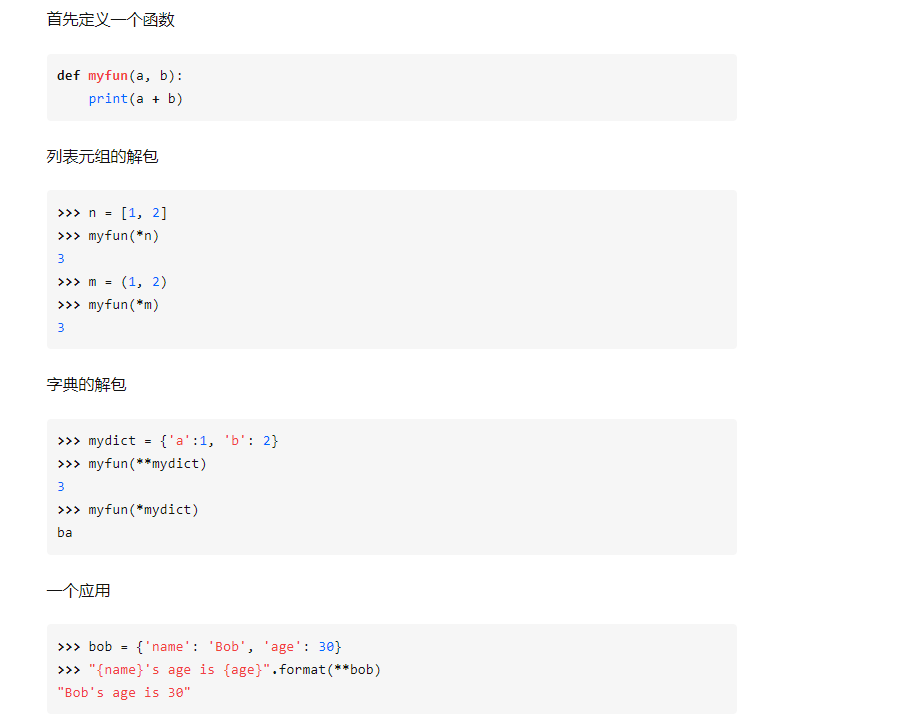 首先定义一个函数
def myfun(a, b):
    print(a + b)
列表元组的解包
>>> n = [1, 2]
>>> myfun(*n)
3
>>> m = (1, 2)
>>> myfun(*m)
3
字典的解包
>>> mydict = {'a':1, 'b': 2}
>>> myfun(**mydict)
3
>>> myfun(*mydict)
ba
一个应用
>>> bob = {'name': 'Bob', 'age': 30}
>>> "{name}'s age is {age}".format(**bob)
"Bob's age is 30"